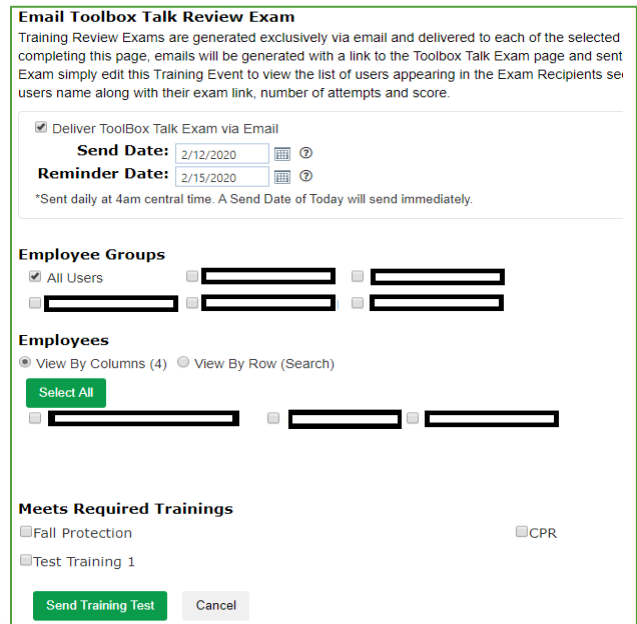 Email Toolbox Talk Review Exam
Training Review Exams are generated exclusively via email and delivered to each of the selected
completing this page, emails will be generated with a link to the Toolbox Talk Exam page and sent
Exam simply edit this Training Event to view the list of users appearing in the Exam Recipients
users name along with their exam link, number of attempts and score.
Deliver ToolBox Talk Exam via Email
Send Date: 2/12/2020
Reminder Date: 2/15/2020
*Sent daily at 4am central time. A Send Date of Today will send immediately.
Employee Groups
All Users
Employees
View By Columns (4) View By Row (Search)
Select All
Meets Required Trainings
Fall Protection CPR
Test Training 1
Send Training Test Cancel